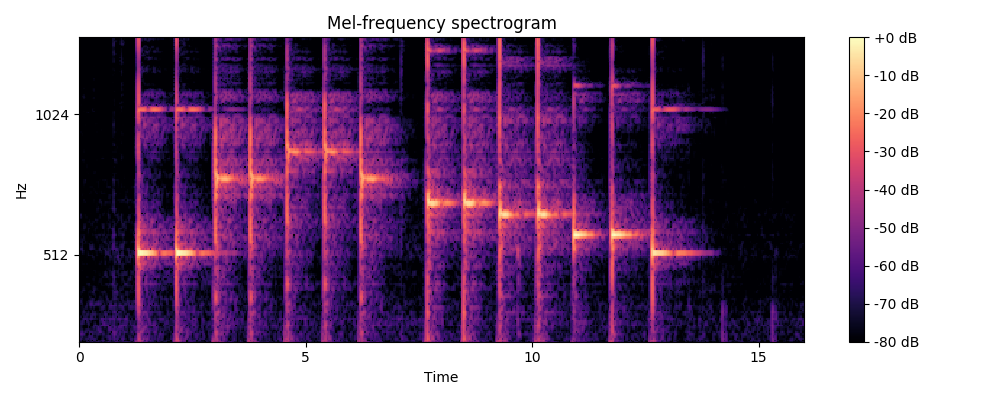 Mel-frequency spectrogram
+0 dB
-10 dB
-20 dB
-30 dB
-40 dB
-50 dB
-60 dB
-70 dB
-80 dB
1024
512
Hz
0 5 10 15
Time